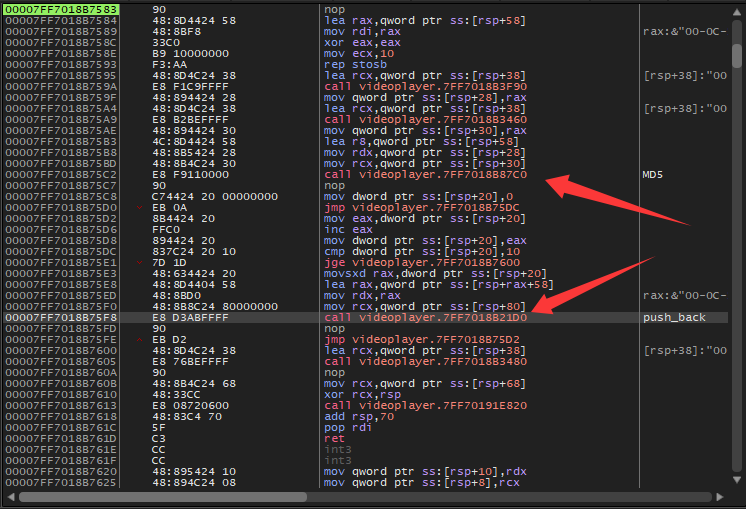 00007FF7018B7583 90 nop
00007FF7018B7584 48:8D4424 58 lea rax,qword ptr ss:[rsp+58]
00007FF7018B7589 48:8BF8 mov rdi,rax rax:&"00-0C-
00007FF7018B758C 33C0 xor eax,eax
00007FF7018B758E B9 10000000 mov ecx,10
00007FF7018B7593 F3:AA rep stosb
00007FF7018B7595 48:8D4C24 38 lea rcx,qword ptr ss:[rsp+38] [rsp+38]:"00
00007FF7018B759A E8 F1C9FFFF call videoplayer.7FF7018B3F90
00007FF7018B759F 48:894424 28 mov qword ptr ss:[rsp+28],rax
00007FF7018B75A4 48:8D4C24 38 lea rcx,qword ptr ss:[rsp+38] [rsp+38]:"00
00007FF7018B75A9 E8 B2BEFFFF call videoplayer.7FF7018B3460
00007FF7018B75AE 48:894424 30 mov qword ptr ss:[rsp+30],rax
00007FF7018B75B3 4C:8D4424 58 lea r8,qword ptr ss:[rsp+58]
00007FF7018B75B8 48:8B5424 28 mov rdx,qword ptr ss:[rsp+28]
00007FF7018B75BD 48:8B4C24 30 mov rcx,qword ptr ss:[rsp+30]
00007FF7018B75C2 E8 F9110000 call videoplayer.7FF7018B87C0 MD5
00007FF7018B75C7 90 nop
00007FF7018B75C8 C74424 20 00000000 mov dword ptr ss:[rsp+20],0
00007FF7018B75D0 EB 0A jmp videoplayer.7FF7018B75DC
00007FF7018B75D2 8B4424 20 mov eax,dword ptr ss:[rsp+20]
00007FF7018B75D6 FFC0 inc eax
00007FF7018B75D8 894424 20 mov dword ptr ss:[rsp+20],eax
00007FF7018B75DC 837C24 20 10 cmp dword ptr ss:[rsp+20],10
00007FF7018B75E1 7D 1D jge videoplayer.7FF7018B7600
00007FF7018B75E3 48:634424 20 movsxd rax,dword ptr ss:[rsp+20]
00007FF7018B75E8 48:8D4404 58 lea rax,qword ptr ss:[rsp+rax+58]
00007FF7018B75ED 48:8BD0 mov rdx,rax rax:&"00-0C-
00007FF7018B75F0 48:8B8C24 80000000 mov rcx,qword ptr ss:[rsp+80]
00007FF7018B75F8 E8 D3ABFFFF call videoplayer.7FF7018B21D0 push_back
00007FF7018B75FD 90 nop
00007FF7018B75FE EB D2 jmp videoplayer.7FF7018B75D2
00007FF7018B7600 48:8D4C24 38 lea rcx,qword ptr ss:[rsp+38] [rsp+38]:"00
00007FF7018B7605 E8 76BEFFFF call videoplayer.7FF7018B3480
00007FF7018B760A 90 nop
00007FF7018B760B 48:8B4C24 68 mov rcx,qword ptr ss:[rsp+68]
00007FF7018B7610 48:33CC xor rcx,rsp
00007FF7018B7613 E8 08720600 call videoplayer.7FF70191E820
00007FF7018B7618 48:83C4 70 add rsp,70
00007FF7018B761C 5F pop rdi
00007FF7018B761D C3 ret
00007FF7018B761E CC int3
00007FF7018B761F CC int3
00007FF7018B7620 48:895424 10 mov qword ptr ss:[rsp+10],rdx
00007FF7018B7625 48:894C24 08 mov qword ptr ss:[rsp+8],rcx